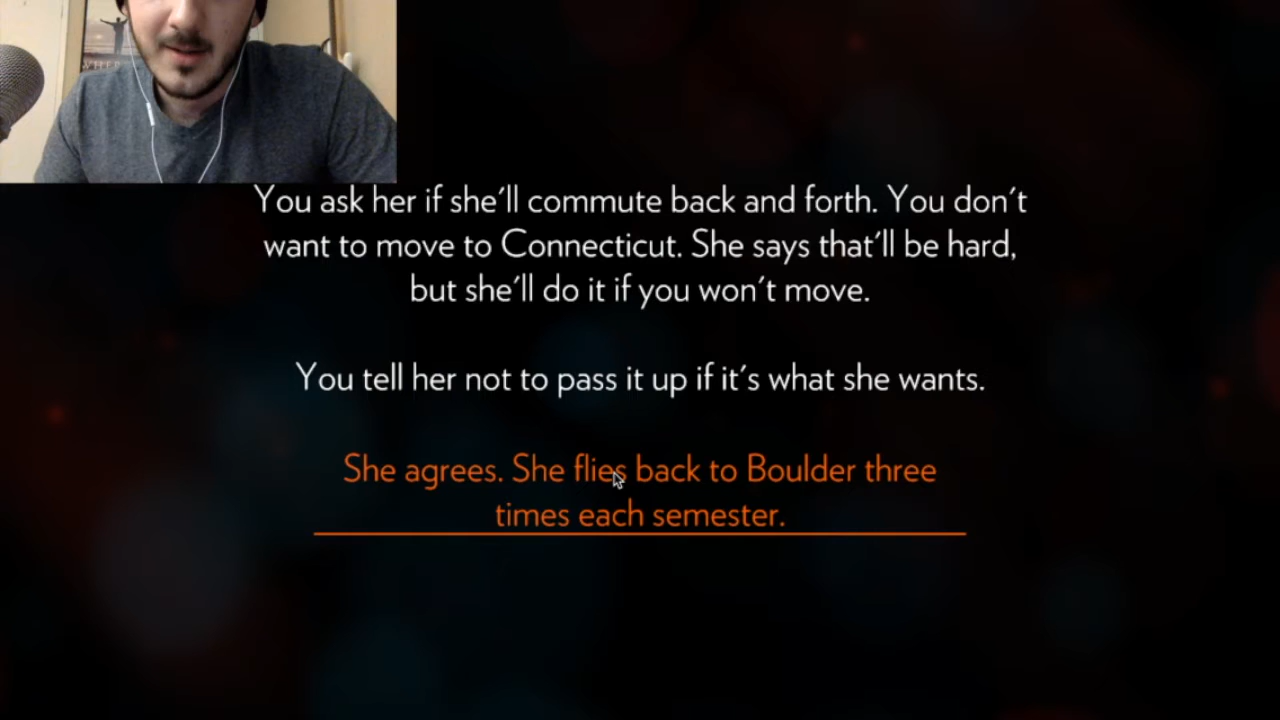 WHER
You ask her if she'll commute back and forth. You don't
want to move to Connecticut. She says that'll be hard,
but she'll do it if you won't move.
You tell her not to pass it up if it's what she wants.
She agrees. She flies back to Boulder three
times each semester.